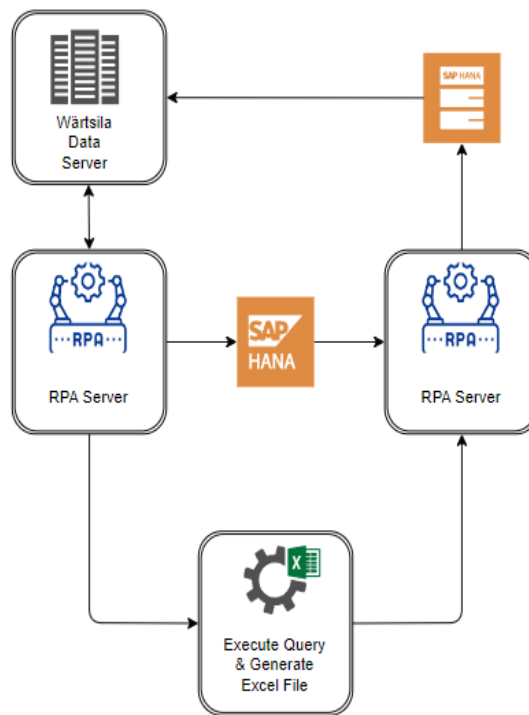 SAP HANA
Wärtsila
Data
Server
RPA
RPA Server
SAP
HANA
RPA
RPA Server
X
Execute Query
& Generate
Excel File